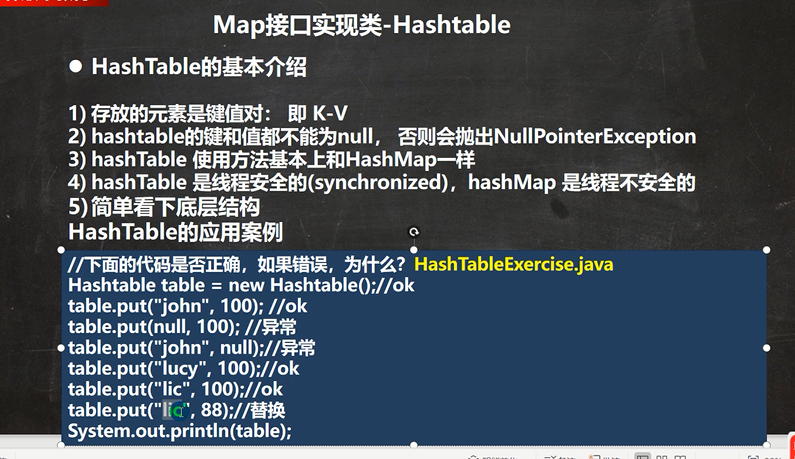 Map接口实现类-Hashtable
● HashTable的基本介绍
1) 存放的元素是键值对： 即 K-V
2) hashtable的键和值都不能为null， 否则会抛出NullPointerException
3) hashTable 使用方法基本上和HashMap一样
4) hashTable 是线程安全的(synchronized)，hashMap 是线程不安全的
5) 简单看下底层结构
HashTable的应用案例
//下面的代码是否正确，如果错误，为什么？HashTableExercise.java
Hashtable table = new Hashtable();//ok
table.put("john", 100); //ok
table.put(null, 100); //异常
table.put("john", null);//异常
table.put("lucy", 100);//ok
table.put("lic", 100);//ok
table.put("lic", 88);//替换
System.out.println(table);